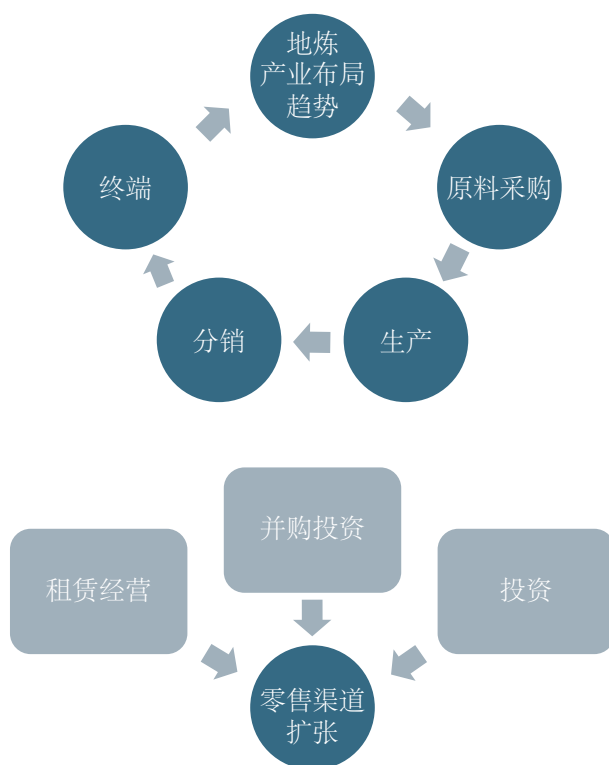 地炼
产业布局
趋势
终端
原料采购
分销
生产
并购投资
租赁经营
投资
零售渠道
扩张